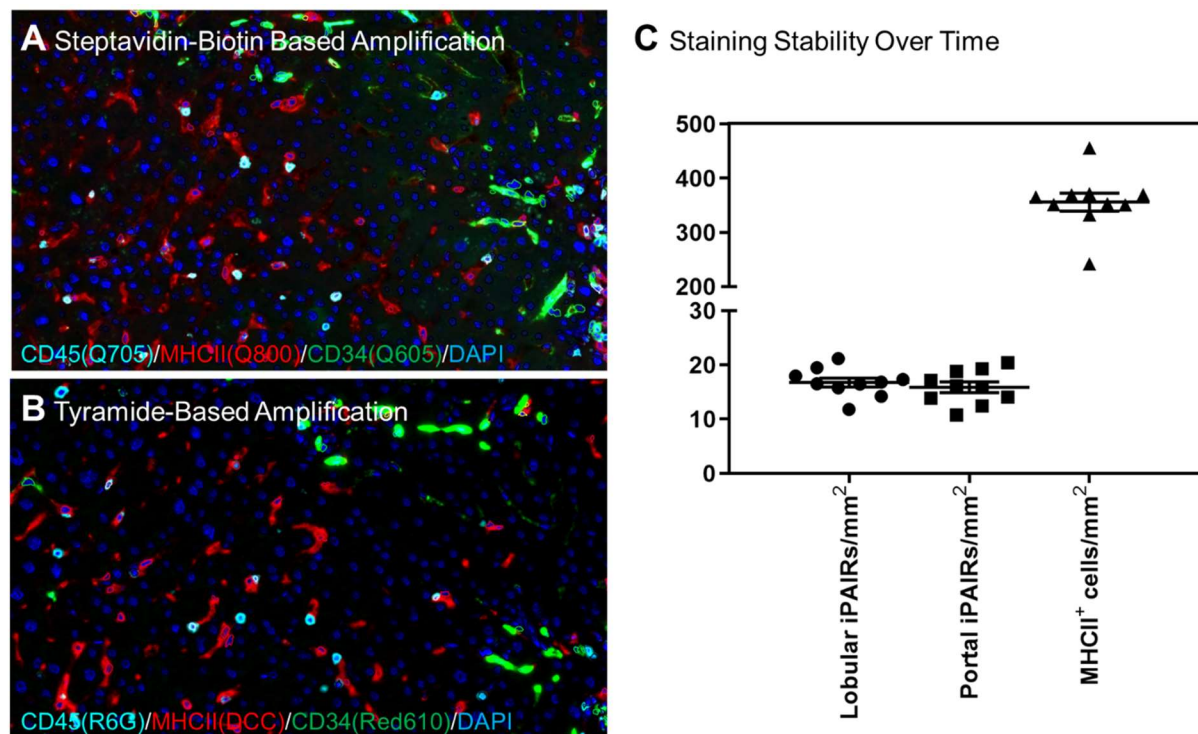 A Steptavidin-Biotin Based Amplification
CD45(Q705)/MHCII(Q800)/CD34(Q605)/DAPI
B Tyramide-Based Amplification
CD45(R6G)/MHCII(DCC)/CD34(Red610)/DAPI
C Staining Stability Over Time
500
400
300
200
30
20
10
0
Lobular iPAIRs/mm²
Portal iPAIRs/mm²
MHCII⁺ cells/mm²